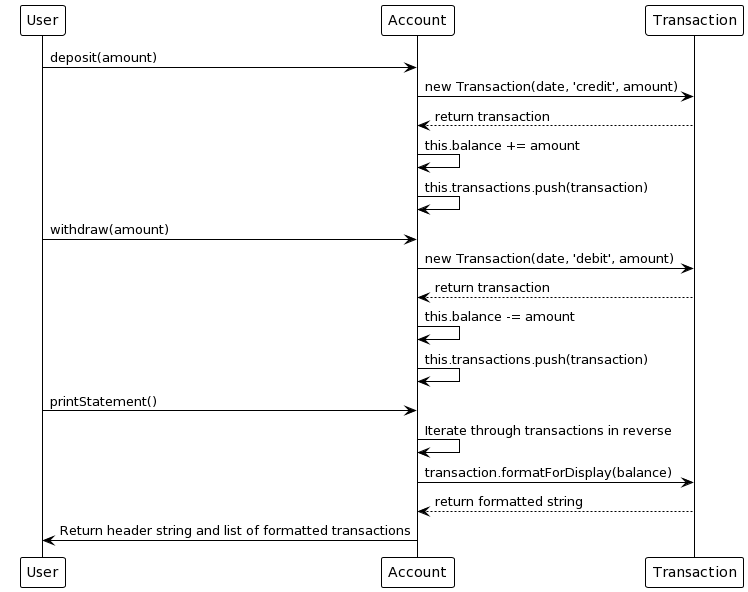 User Account Transaction
deposit(amount)
new Transaction(date, 'credit', amount)
return transaction
this.balance += amount
this.transactions.push(transaction)
withdraw(amount)
new Transaction(date, 'debit', amount)
return transaction
this.balance -= amount
this.transactions.push(transaction)
printStatement()
Iterate through transactions in reverse
transaction.formatForDisplay(balance)
return formatted string
Return header string and list of formatted transactions
User Account Transaction